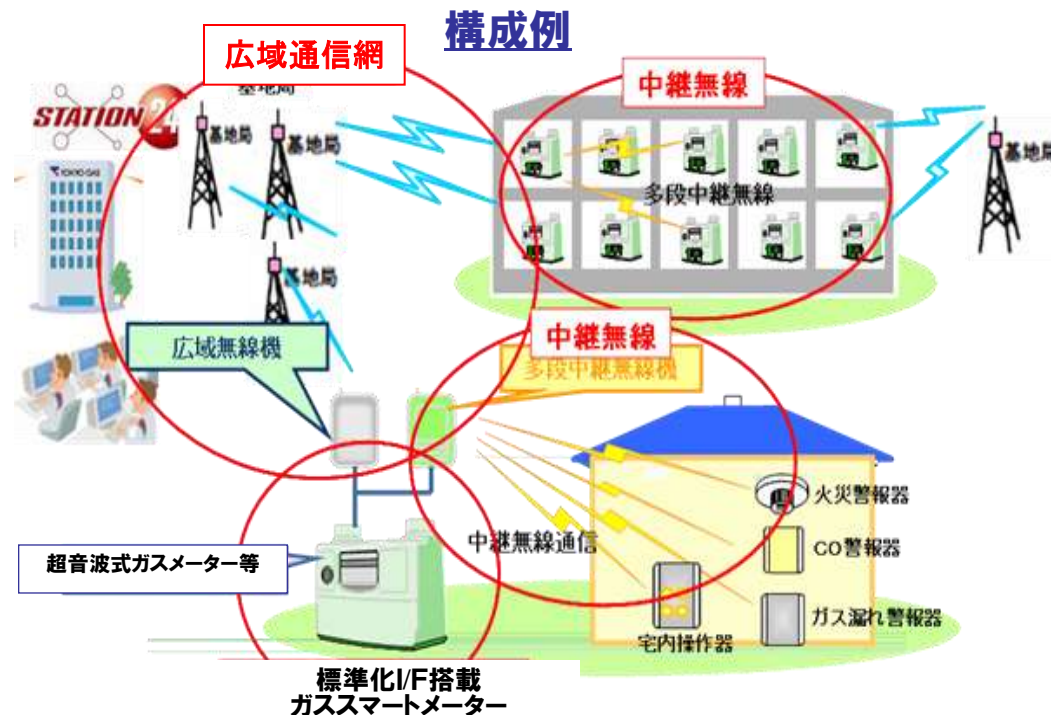 構成例
広域通信網
中継無線
基地局
STATION 24
基地局
基地局
基地局
TOKYO GAS
多段中継無線
基地局
広域無線機
中継無線
多段中継無線機
火災警報器
中継無線通信
CO警報器
超音波式ガスメーター等
ガス漏れ警報器
宅内操作器
標準化I/F搭載
ガススマートメーター